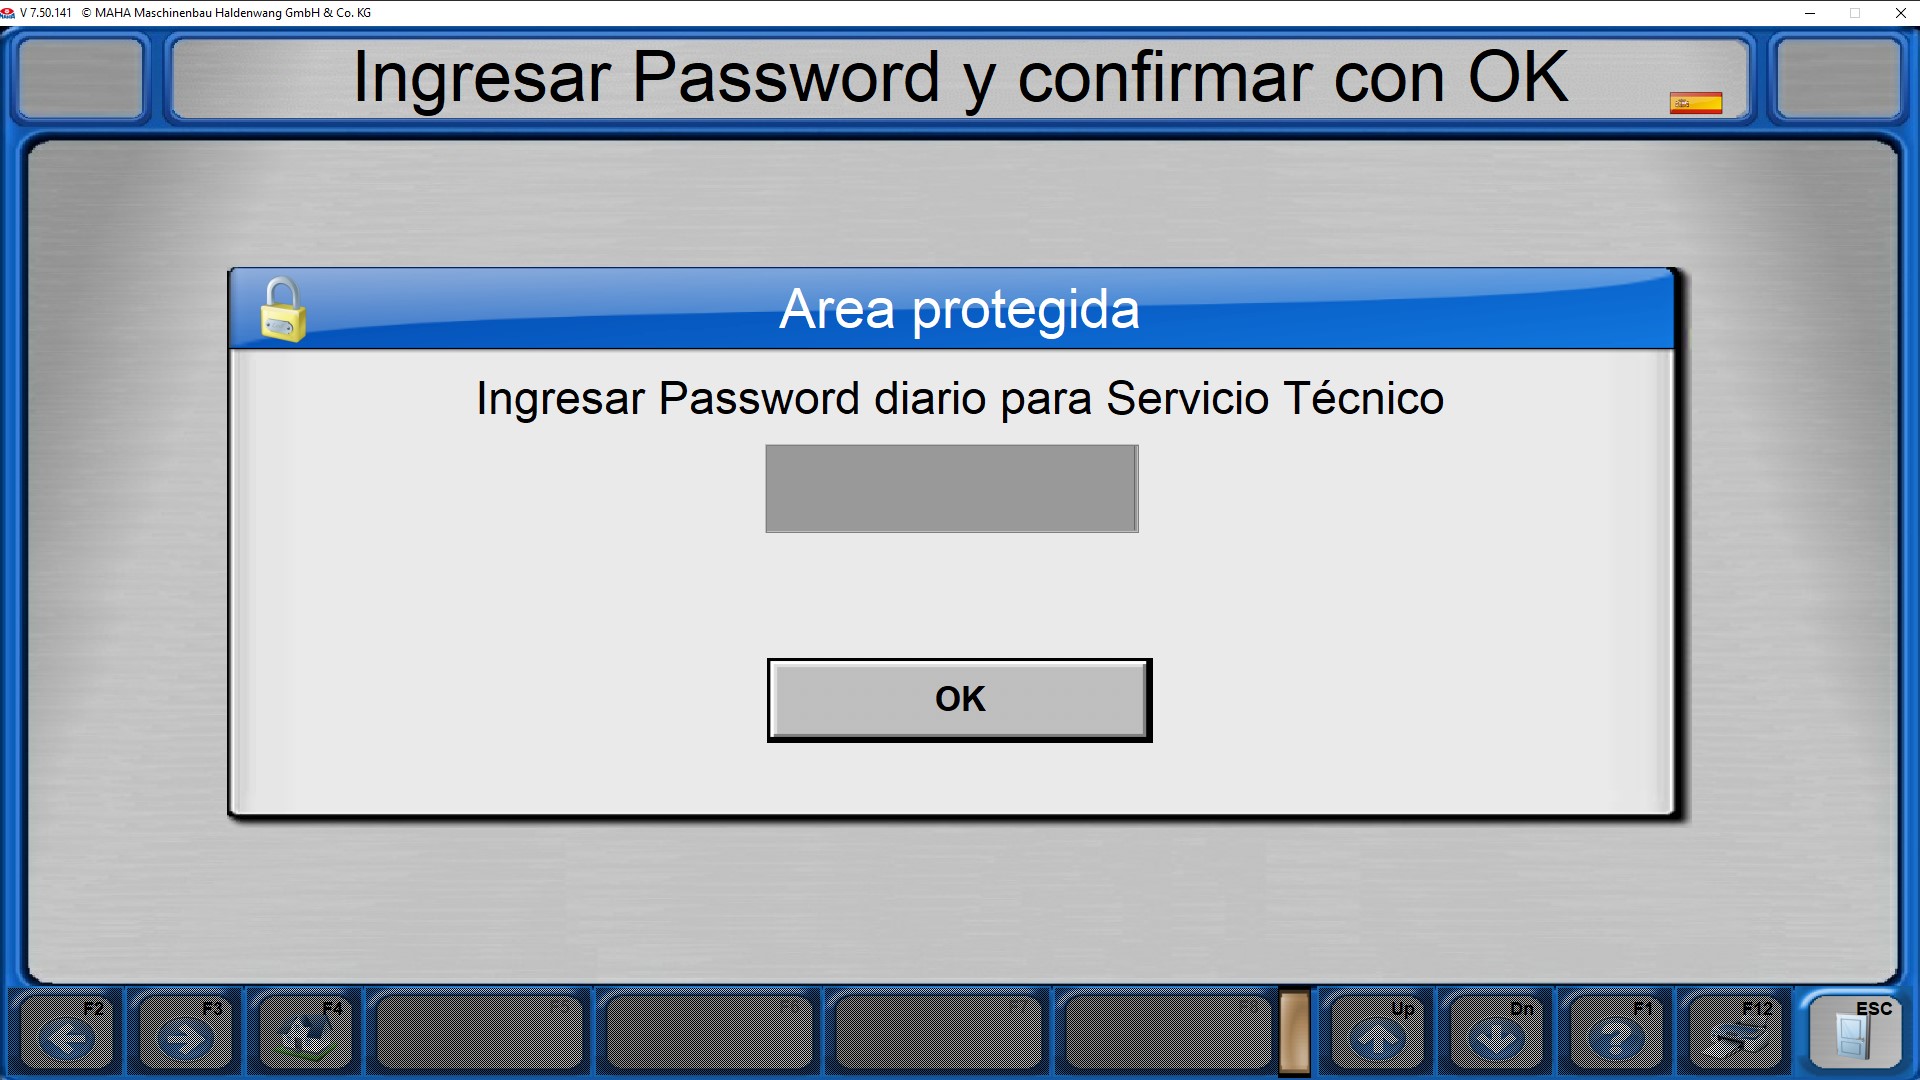 V 7.50.141 © MAHA Maschinenbau Haldenwang GmbH & Co. KG
Ingresar Password y confirmar con OK
Area protegida
Ingresar Password diario para Servicio Técnico
OK
F2 F3 F4 Up Dn F1 F12 ESC